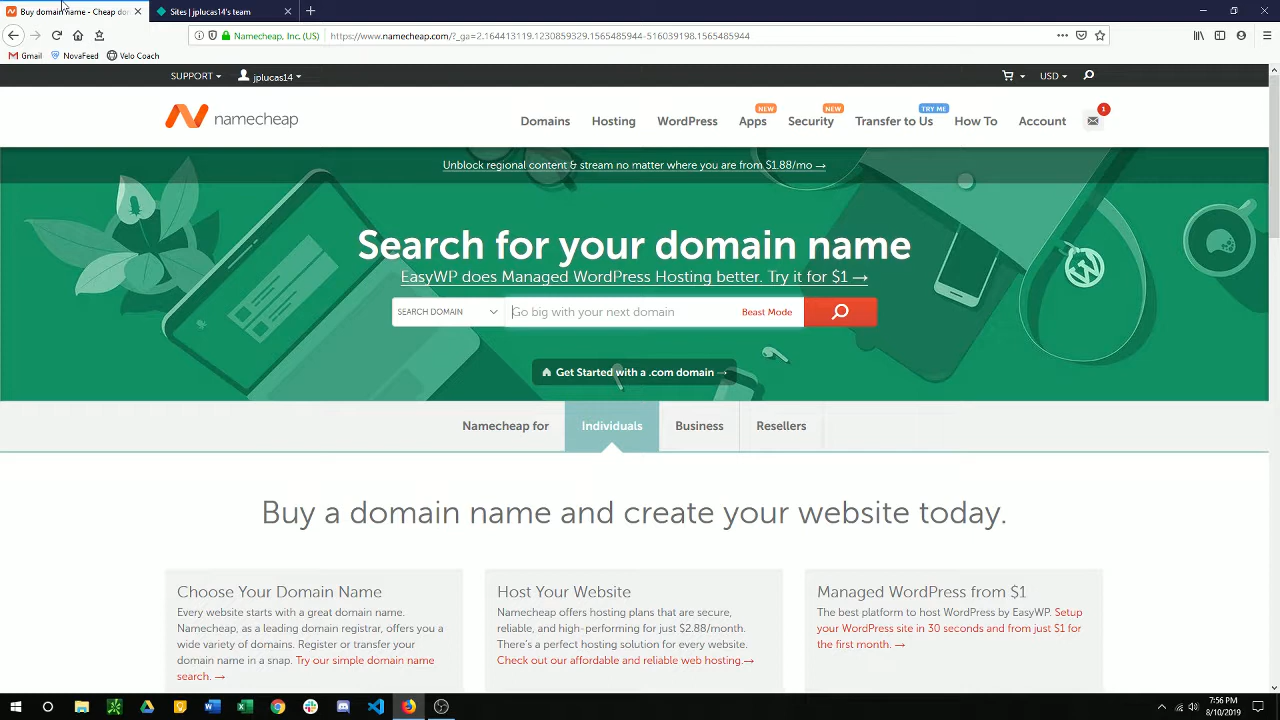 Buy domain name - Cheap dom
Sites | jplucas14's team
Namecheap, Inc. (US)
https://www.namecheap.com/?_ga=2.164413119.1230859329.1565485944-516039198.1565485944
Gmail
NovaFeed
Velo Coach
SUPPORT
jplucas14
USD
namecheap
Domains
Hosting
WordPress
NEW
Apps
NEW
Security
TRY ME
Transfer to Us
How To
Account
1
Unblock regional content & stream no matter where you are from $1.88/mo →
Search for your domain name
EasyWP does Managed WordPress Hosting better. Try it for $1 →
SEARCH DOMAIN
Go big with your next domain
Beast Mode
Get Started with a .com domain →
Namecheap for
Individuals
Business
Resellers
Buy a domain name and create your website today.
Choose Your Domain Name
Every website starts with a great domain name.
Namecheap, as a leading domain registrar, offers you a
wide variety of domains. Register or transfer your
domain name in a snap. Try our simple domain name
search. →
Host Your Website
Namecheap offers hosting plans that are secure,
reliable, and high-performing for just $2.88/month.
There's a perfect hosting solution for every website.
Check out our affordable and reliable web hosting.→
Managed WordPress from $1
The best platform to host WordPress by EasyWP. Setup
your WordPress site in 30 seconds and from just $1 for
the first month. →
7:56 PM
8/10/2019